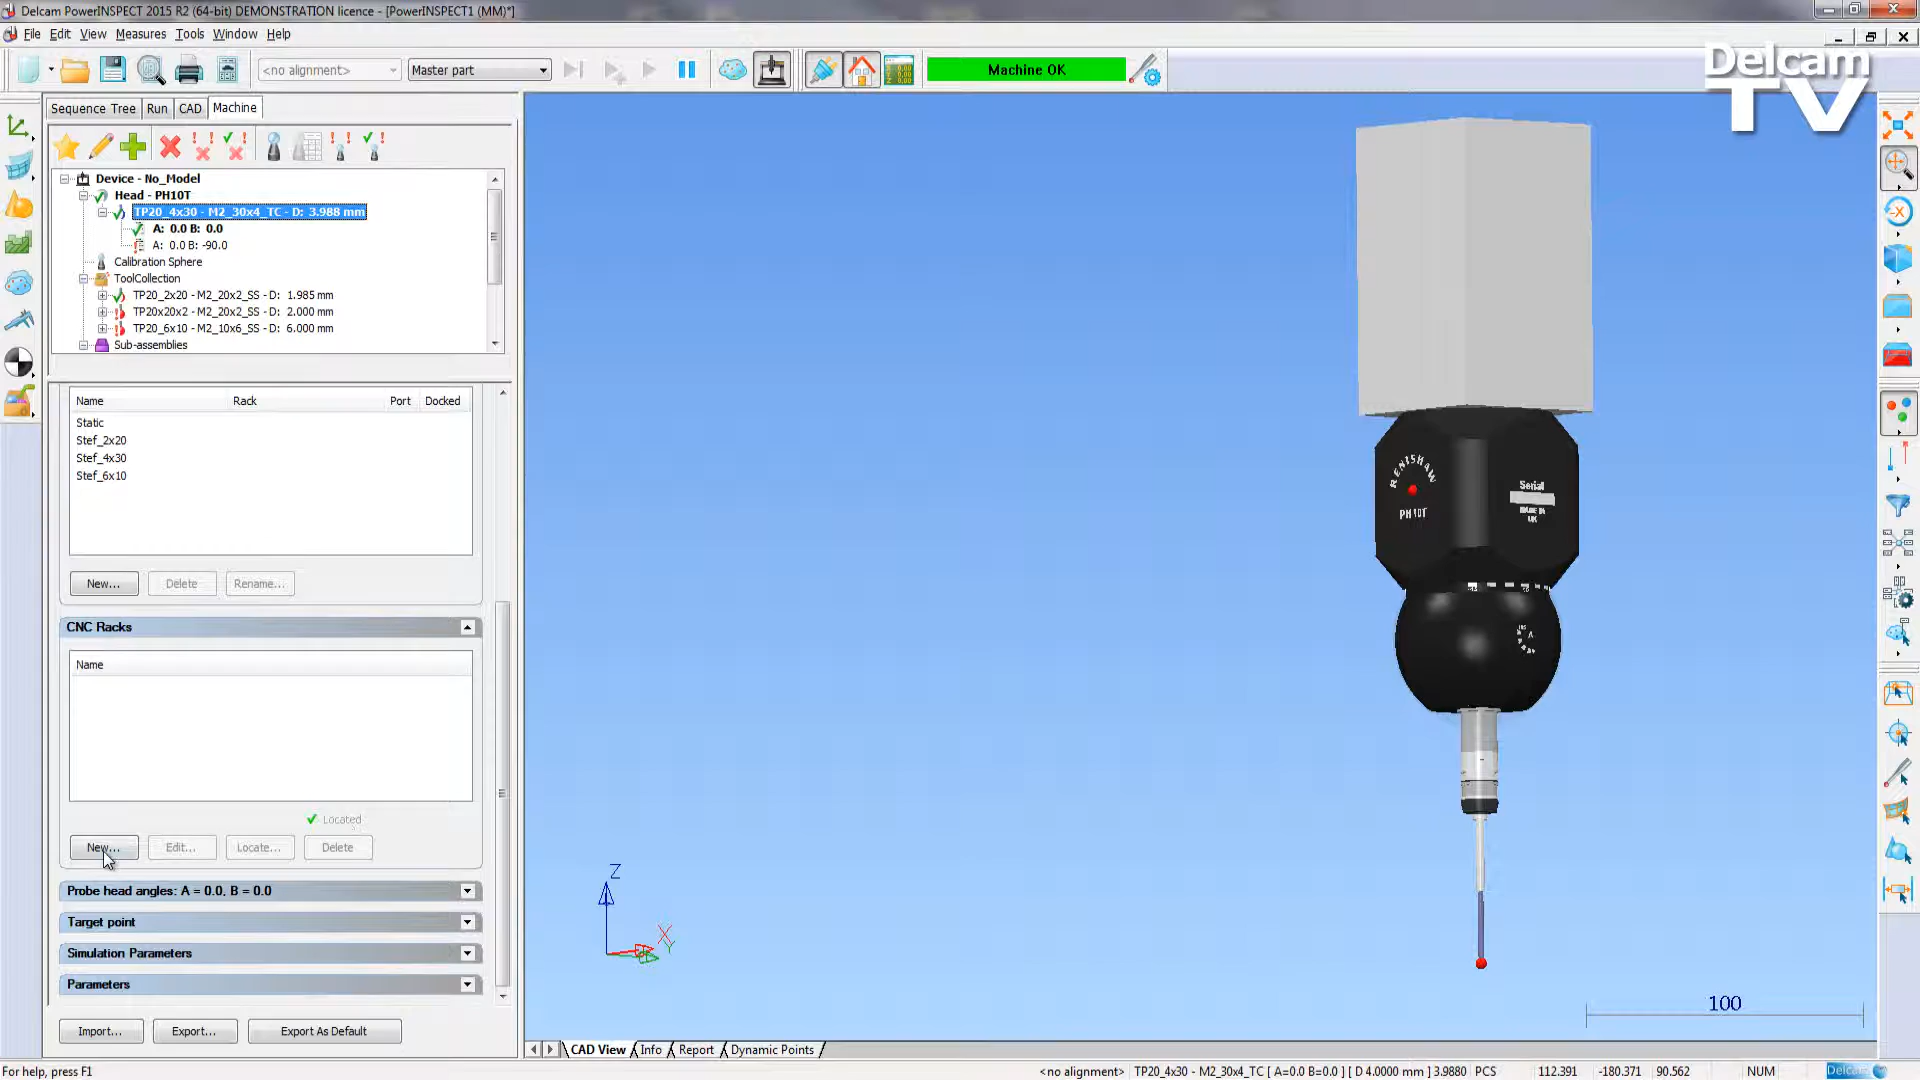 Delcam PowerINSPECT 2015 R2 (64-bit) DEMONSTRATION licence - [PowerINSPECT1 (MM)*]
File Edit View Measures Tools Window Help
<no alignment> Master part Machine OK
Delcam
TV
Sequence Tree Run CAD Machine
Device - No_Model
Head - PH10T
TP20_4x30 - M2_30x4_TC - D: 3.988 mm
A: 0.0 B: 0.0
A: 0.0 B: -90.0
Calibration Sphere
ToolCollection
TP20_2x20 - M2_20x2_SS - D: 1.985 mm
TP20x20x2 - M2_20x2_SS - D: 2.000 mm
TP20_6x10 - M2_10x6_SS - D: 6.000 mm
Sub-assemblies
Name Rack Port Docked
Static
Stef_2x20
Stef_4x30
Stef_6x10
New... Delete Rename...
CNC Racks
Name
Located
New... Edit... Locate... Delete
Probe head angles: A = 0.0, B = 0.0
Target point
Simulation Parameters
Parameters
Import... Export... Export As Default
RENISHAW
PH10T
Serial
MADE IN
UK
Z
X
Y
100
CAD View Info Report Dynamic Points
For help, press F1
<no alignment> TP20_4x30 - M2_30x4_TC [ A=0.0 B=0.0 ] [ D 4.0000 mm ] 3.9880 PCS 112.391 -180.371 90.562 NUM Delcam